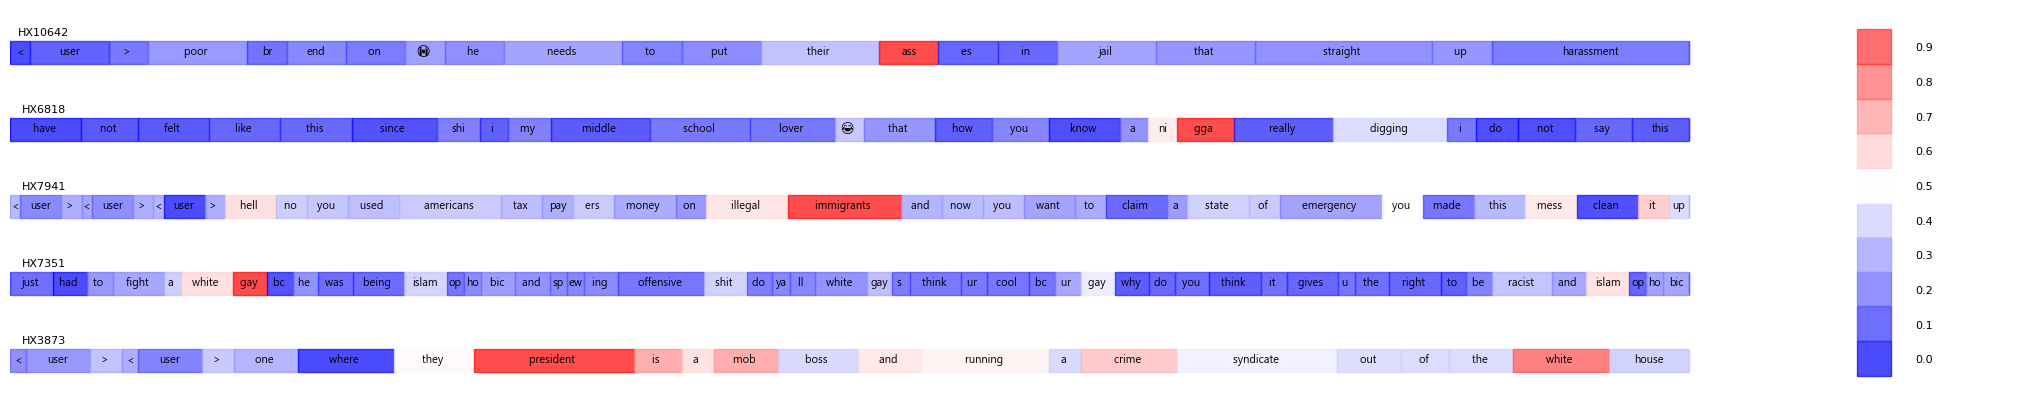 HX10642
< user > poor br end on he needs to put their ass es in jail that straight up harassment
HX6818
have not felt like this since shi i my middle school lover 😂 that how you know a ni gga really digging i do not say this
HX7941
< user > < user > < user > hell no you used americans tax pay ers money on illegal immigrants and now you want to claim a state of emergency you made this mess clean it up
HX7351
just had to fight a white gay bc he was being islam op ho bic and sp ew ing offensive shit do ya ll white gay s think ur cool bc ur gay why do you think it gives u the right to be racist and islam op ho bic
HX3873
< user > < user > one where they president is a mob boss and running a crime syndicate out of the white house
0.9
0.8
0.7
0.6
0.5
0.4
0.3
0.2
0.1
0.0